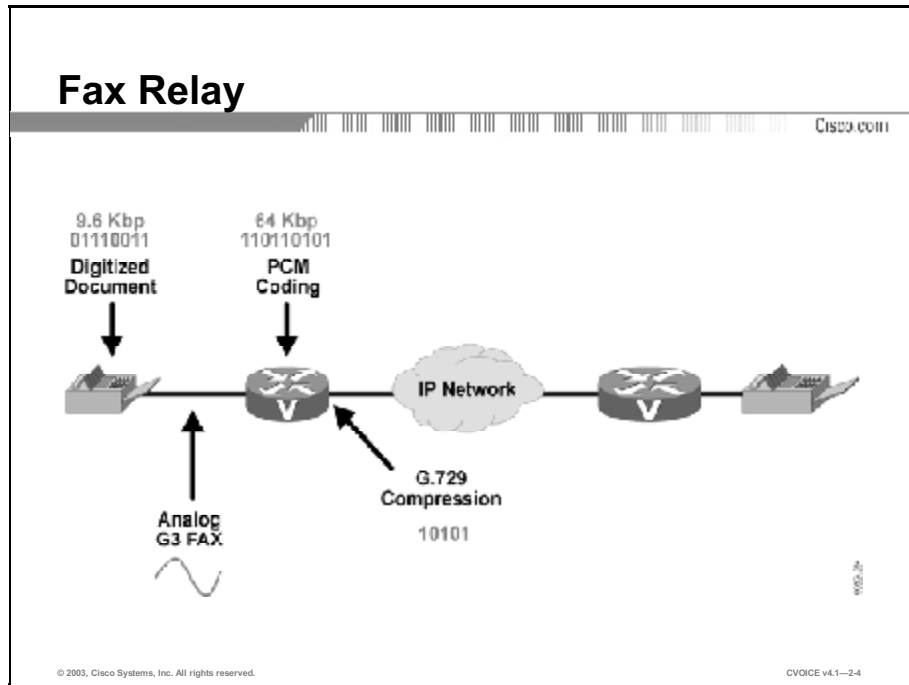 Fax Relay
Cisco.com
9.6 Kbp
01110011
Digitized
Document
64 Kbp
110110101
PCM
Coding
IP Network
V
V
G.729
Compression
10101
Analog
G3 FAX
© 2003, Cisco Systems, Inc. All rights reserved.
CVOICE v4.1—2-4